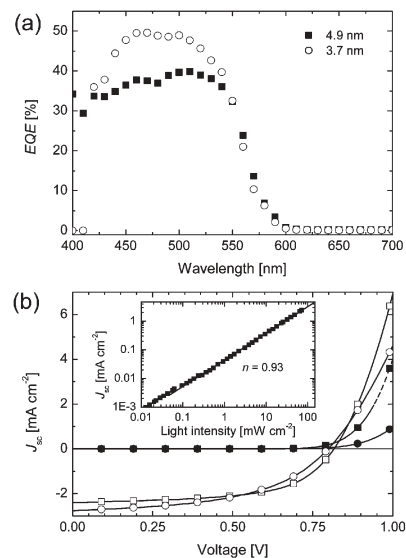 (a)
4.9 nm
3.7 nm
50
40
30
20
10
0
EQE [%]
400 450 500 550 600 650 700
Wavelength [nm]
(b)
6
4
2
0
-2
Jsc [mA cm-2]
1
0.1
0.01
1E-3
Jsc [mA cm-2]
n = 0.93
0.01 0.1 1 10 100
Light intensity [mW cm-2]
0.00 0.25 0.50 0.75 1.00
Voltage [V]